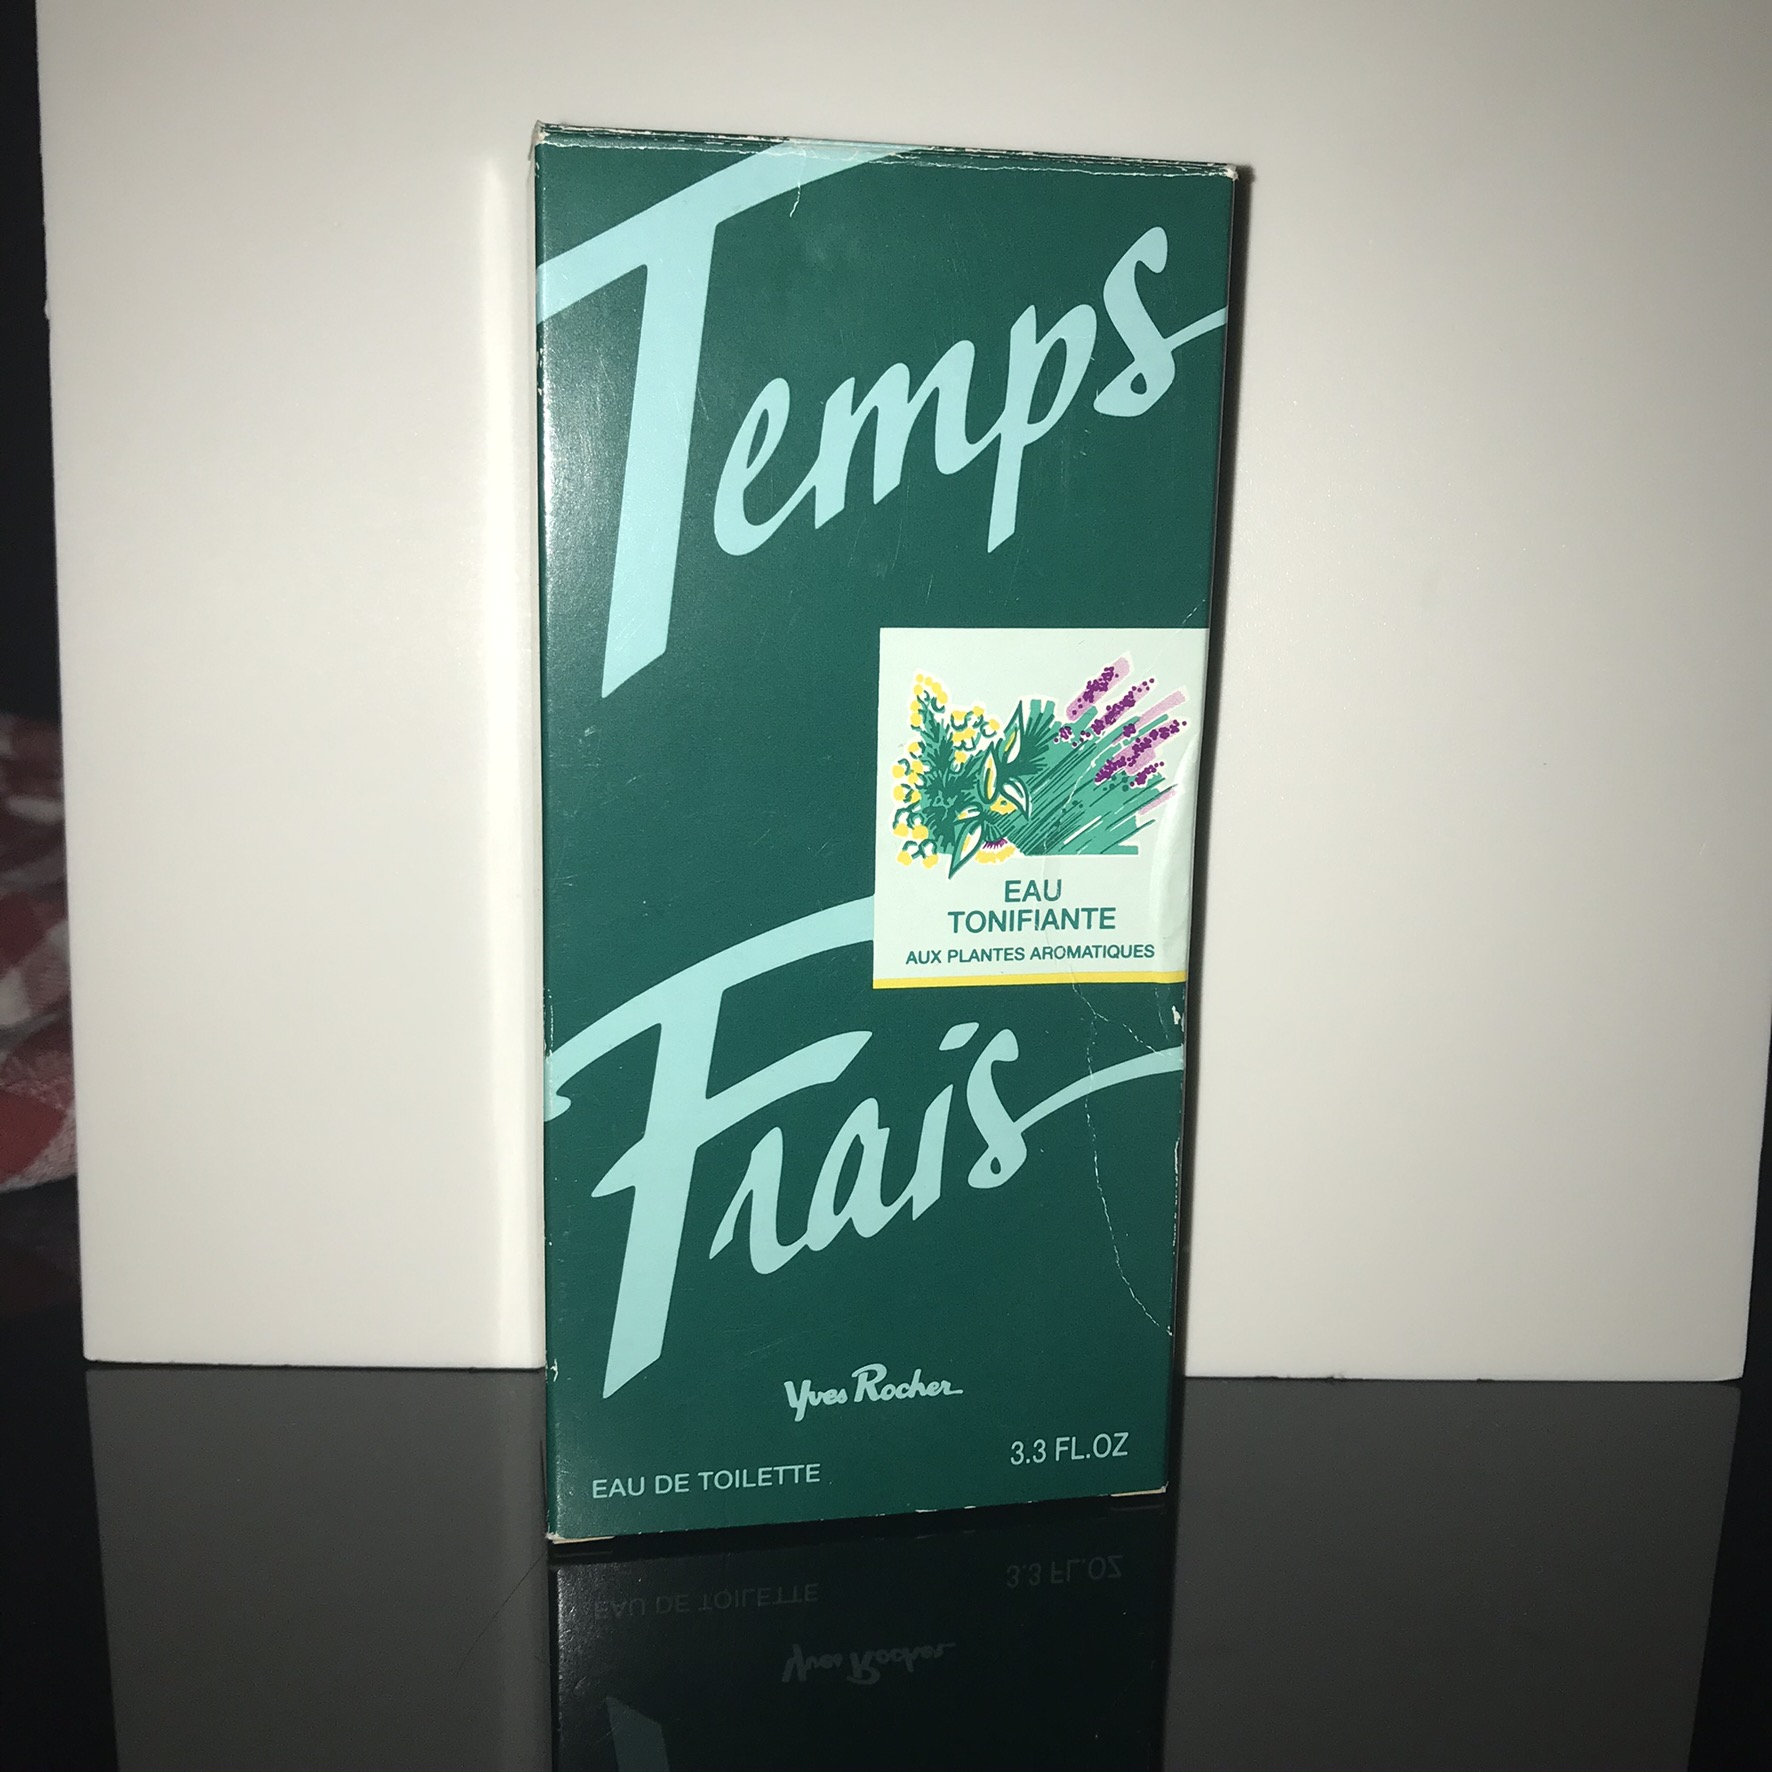 Temps
EAU
TONIFIANTE
AUX PLANTES AROMATIQUES
Frais
Yves Rocher
3.3 FL.OZ
EAU DE TOILETTE